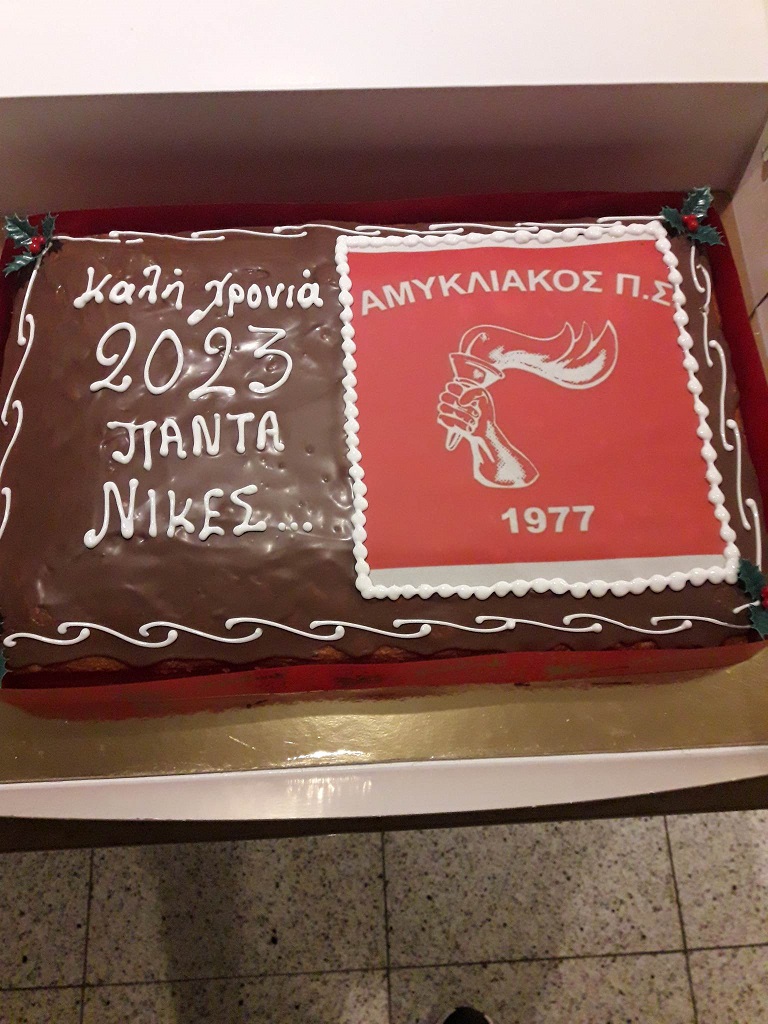 Καλή χρονιά
2023
ΠΑΝΤΑ
ΝΙΚΕΣ...
ΑΜΥΚΛΙΑΚΟΣ Π.Σ
1977